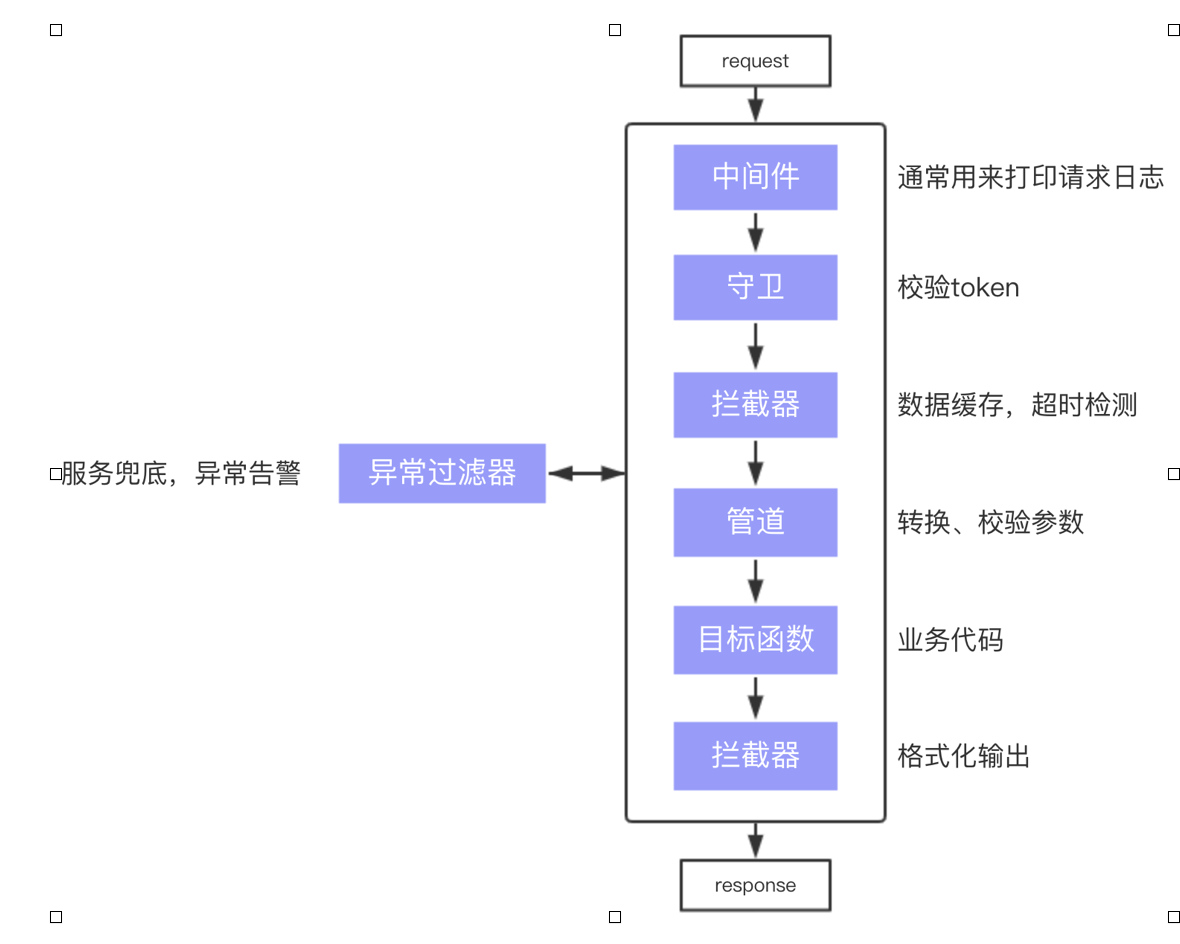 request
中间件
通常用来打印请求日志
守卫
校验token
拦截器
数据缓存，超时检测
服务兜底，异常告警
异常过滤器
管道
转换、校验参数
目标函数
业务代码
拦截器
格式化输出
response